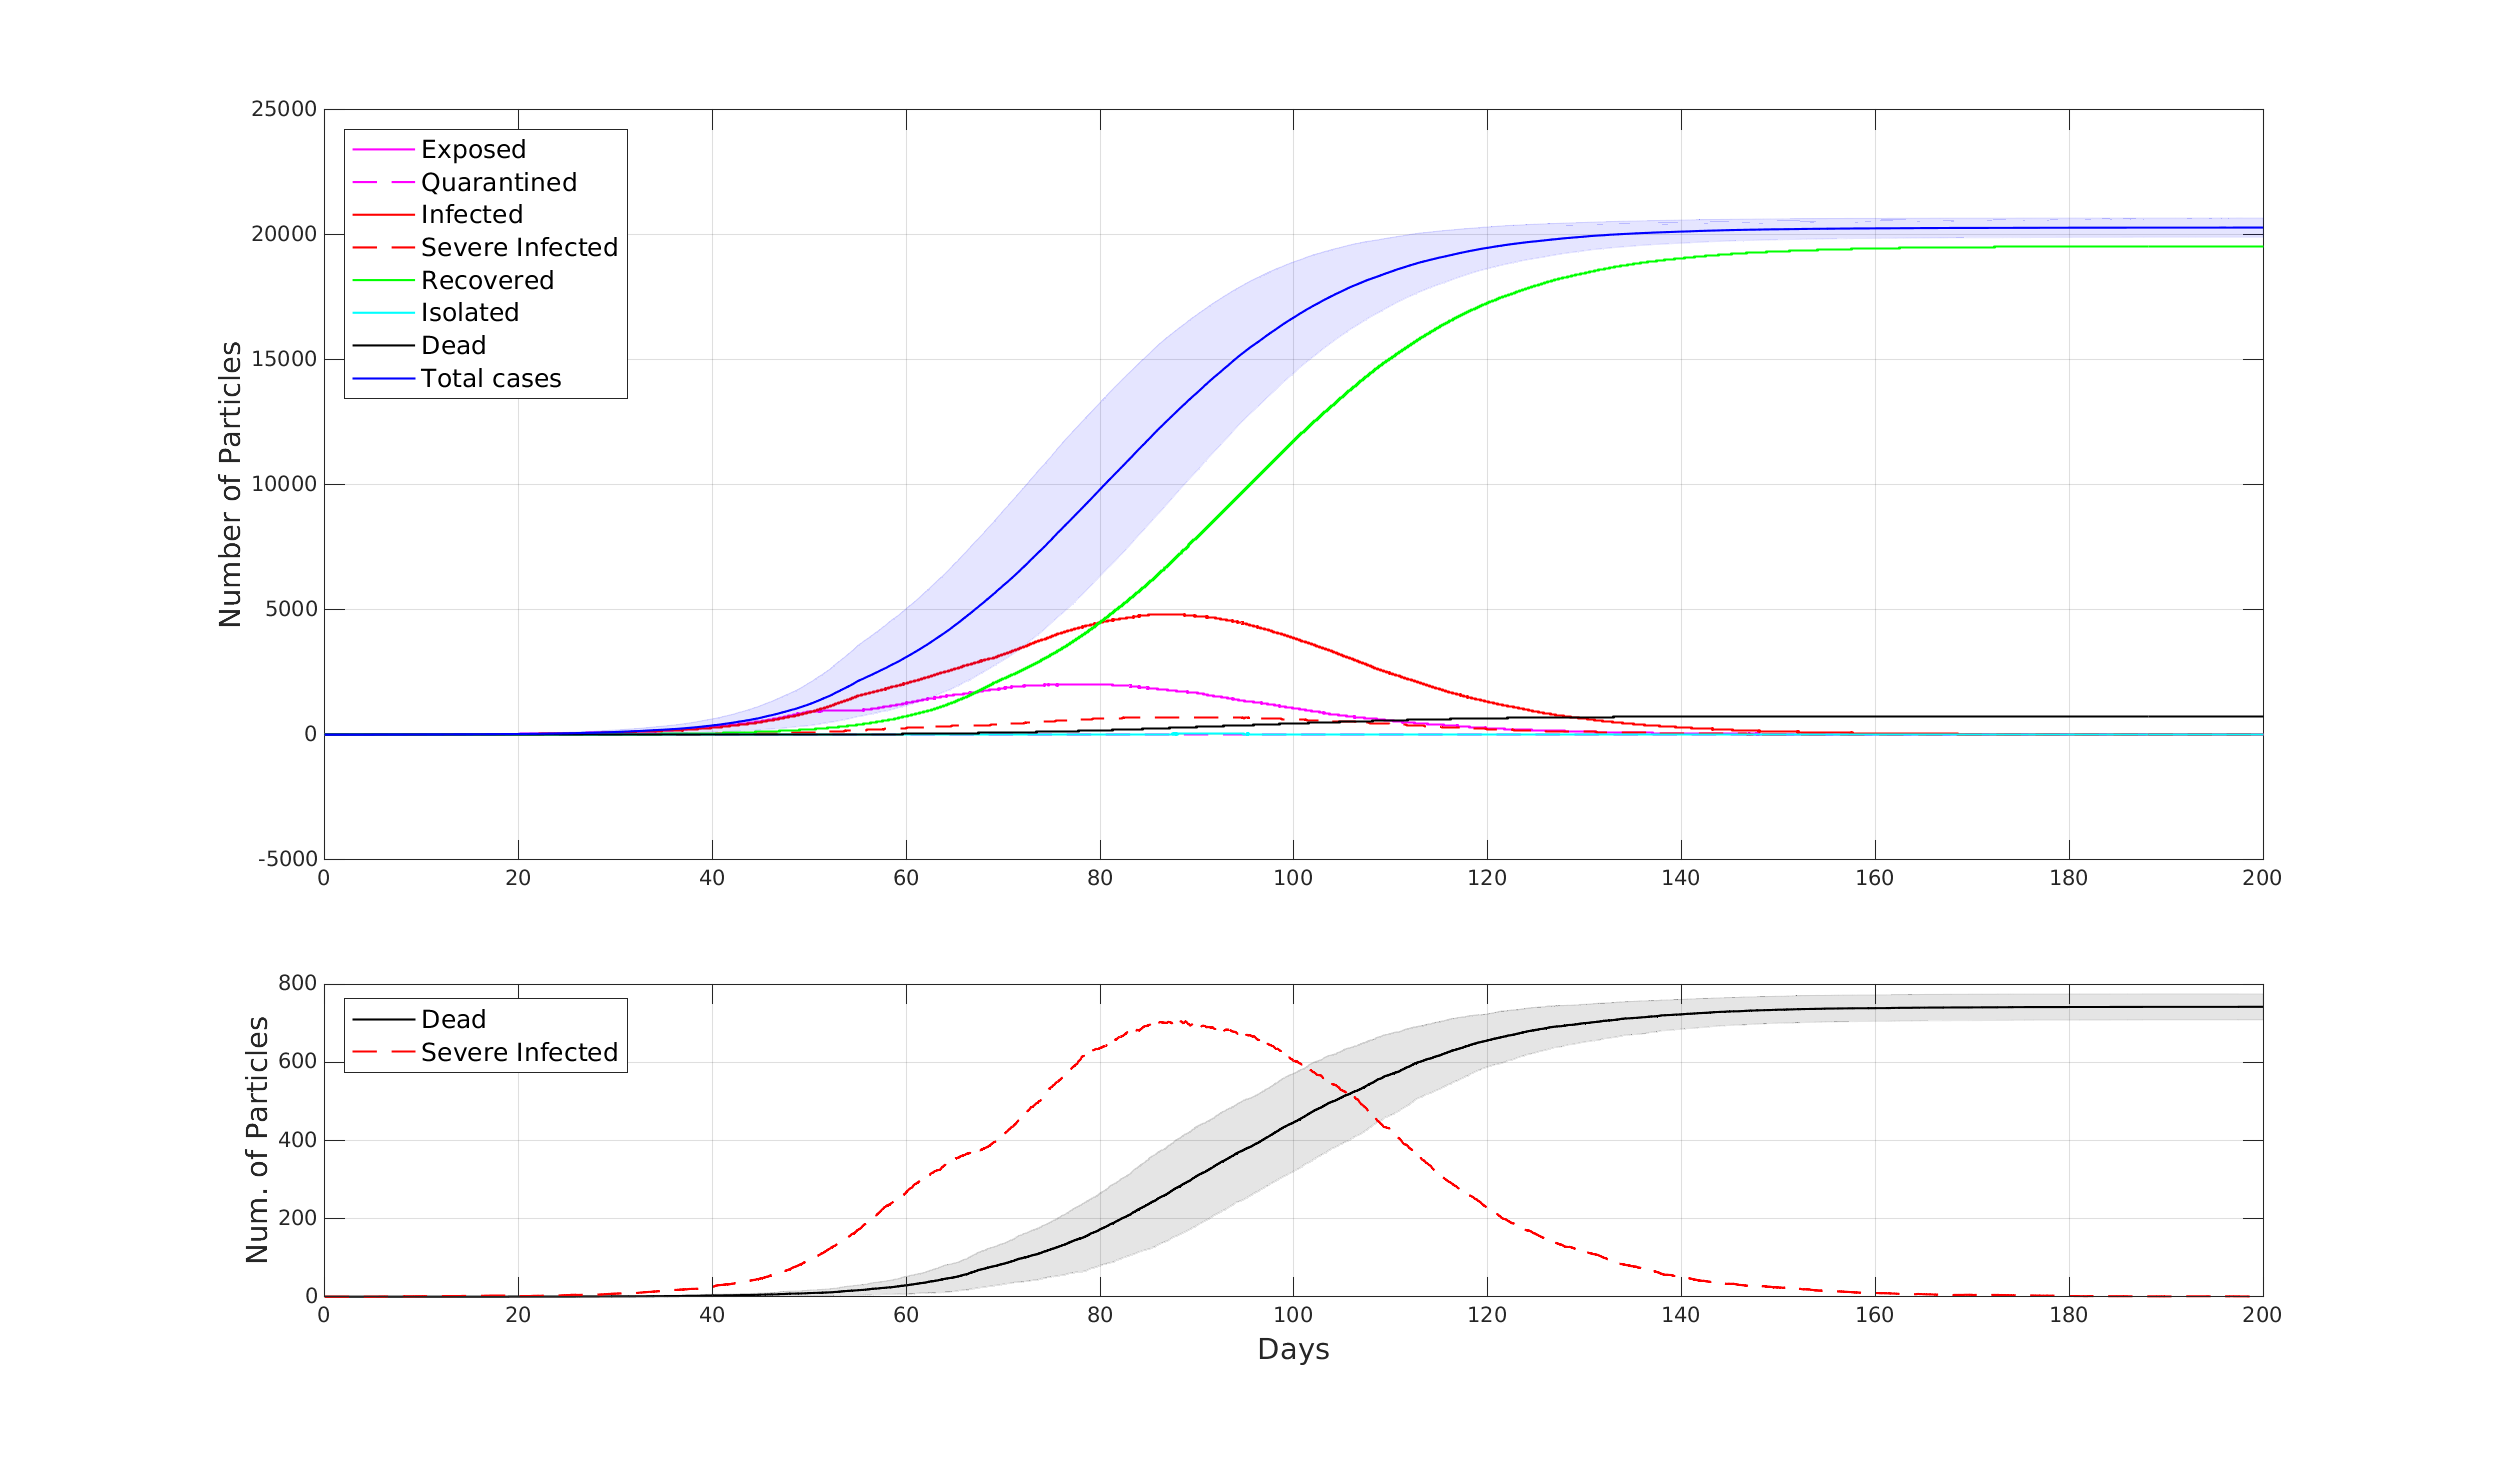 25000
20000
15000
10000
5000
0
-5000
Number of Particles
Exposed
Quarantined
Infected
Severe Infected
Recovered
Isolated
Dead
Total cases
0 20 40 60 80 100 120 140 160 180 200
800
600
400
200
0
Num. of Particles
Dead
Severe Infected
0 20 40 60 80 100 120 140 160 180 200
Days